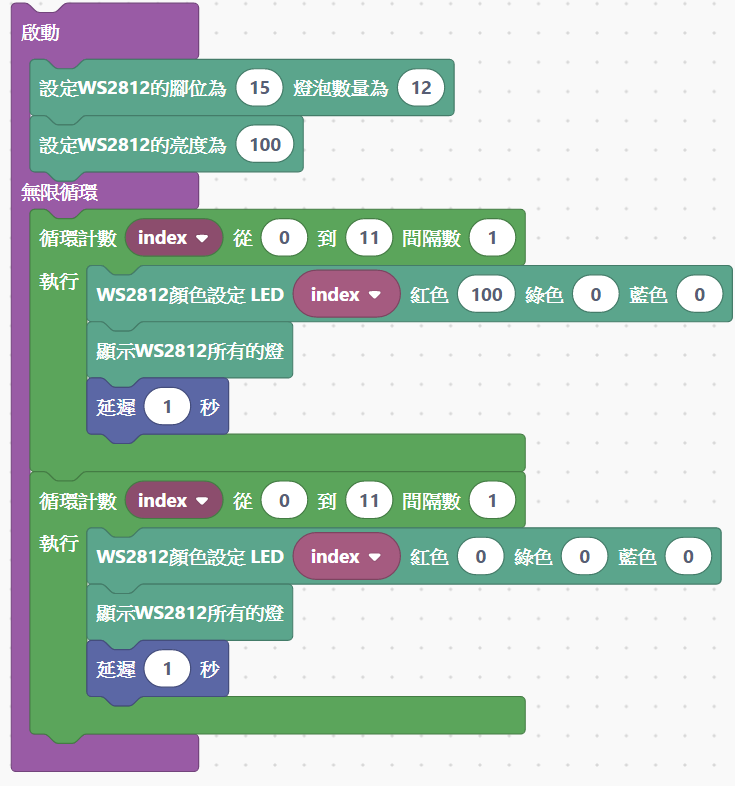 啟動
設定WS2812的腳位為 15 燈泡數量為 12
設定WS2812的亮度為 100
無限循環
循環計數 index 從 0 到 11 間隔數 1
執行
WS2812顏色設定 LED index 紅色 100 綠色 0 藍色 0
顯示WS2812所有的燈
延遲 1 秒
循環計數 index 從 0 到 11 間隔數 1
執行
WS2812顏色設定 LED index 紅色 0 綠色 0 藍色 0
顯示WS2812所有的燈
延遲 1 秒